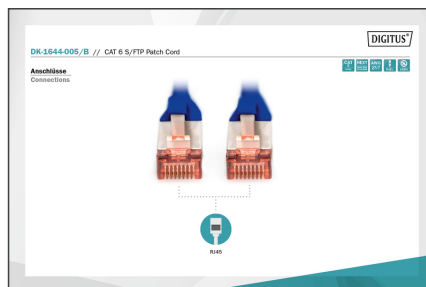 DIGITUS®
DK-1644-005/B // CAT 6 S/FTP Patch Cord
Anschlüsse
Connections
RJ45